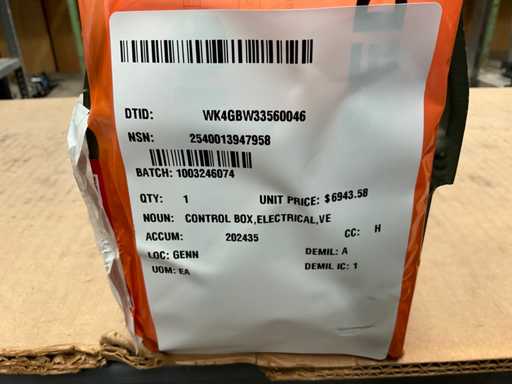 DTID: WK4GBW33560046
NSN: 2540013947958
BATCH: 1003246074
QTY: 1 UNIT PRICE: $6943.58
NOUN: CONTROL BOX,ELECTRICAL,VE
ACCUM: 202435 CC: H
LOC: GENN DEMIL: A
UOM: EA DEMIL IC: 1